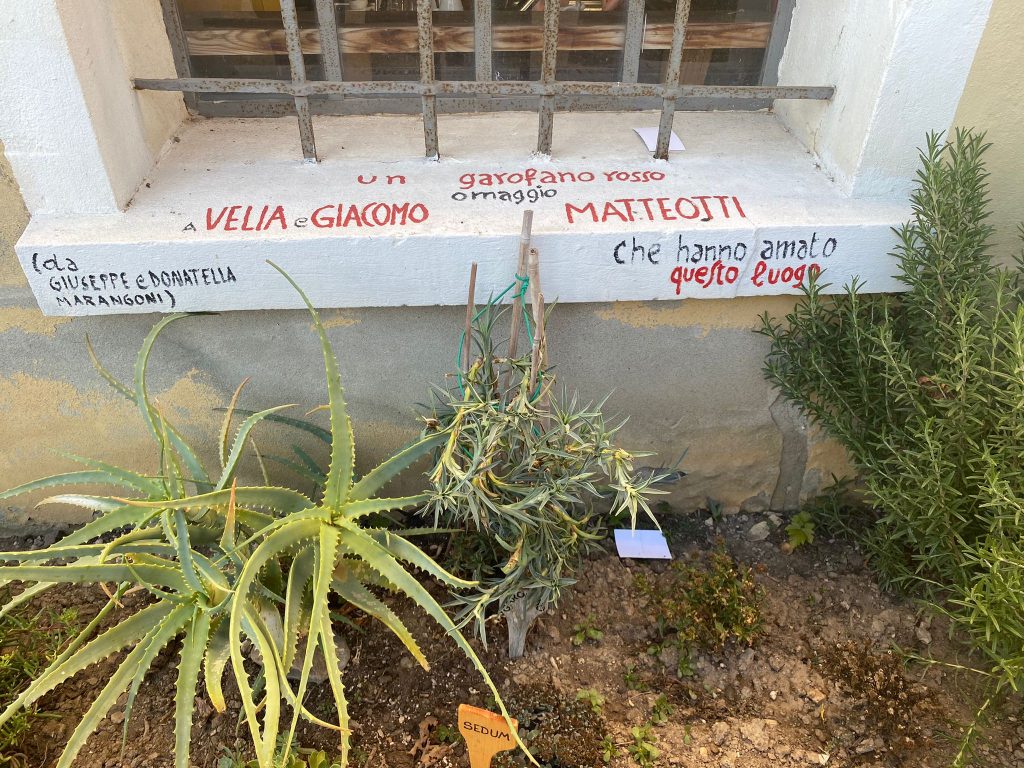 un garofano rosso
omaggio
A VELIA e GIACOMO MATTEOTTI
che hanno amato
questo luogo
(da
GIUSEPPE e DONATELLA
MARANGONI)
SEDUM